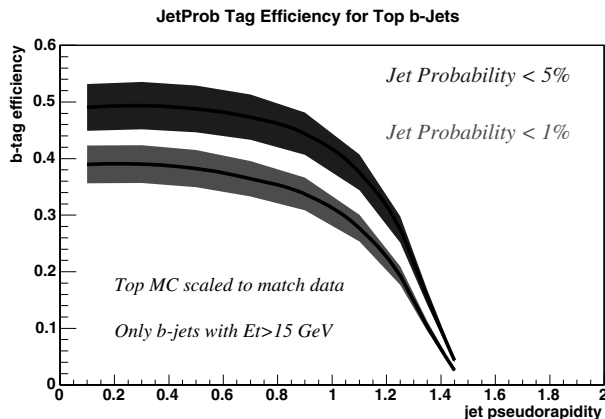 JetProb Tag Efficiency for Top b-Jets
b-tag efficiency
0.6
0.5
0.4
0.3
0.2
0.1
0
Jet Probability < 5%
Jet Probability < 1%
Top MC scaled to match data
Only b-jets with Et>15 GeV
0 0.2 0.4 0.6 0.8 1 1.2 1.4 1.6 1.8 2
jet pseudorapidity